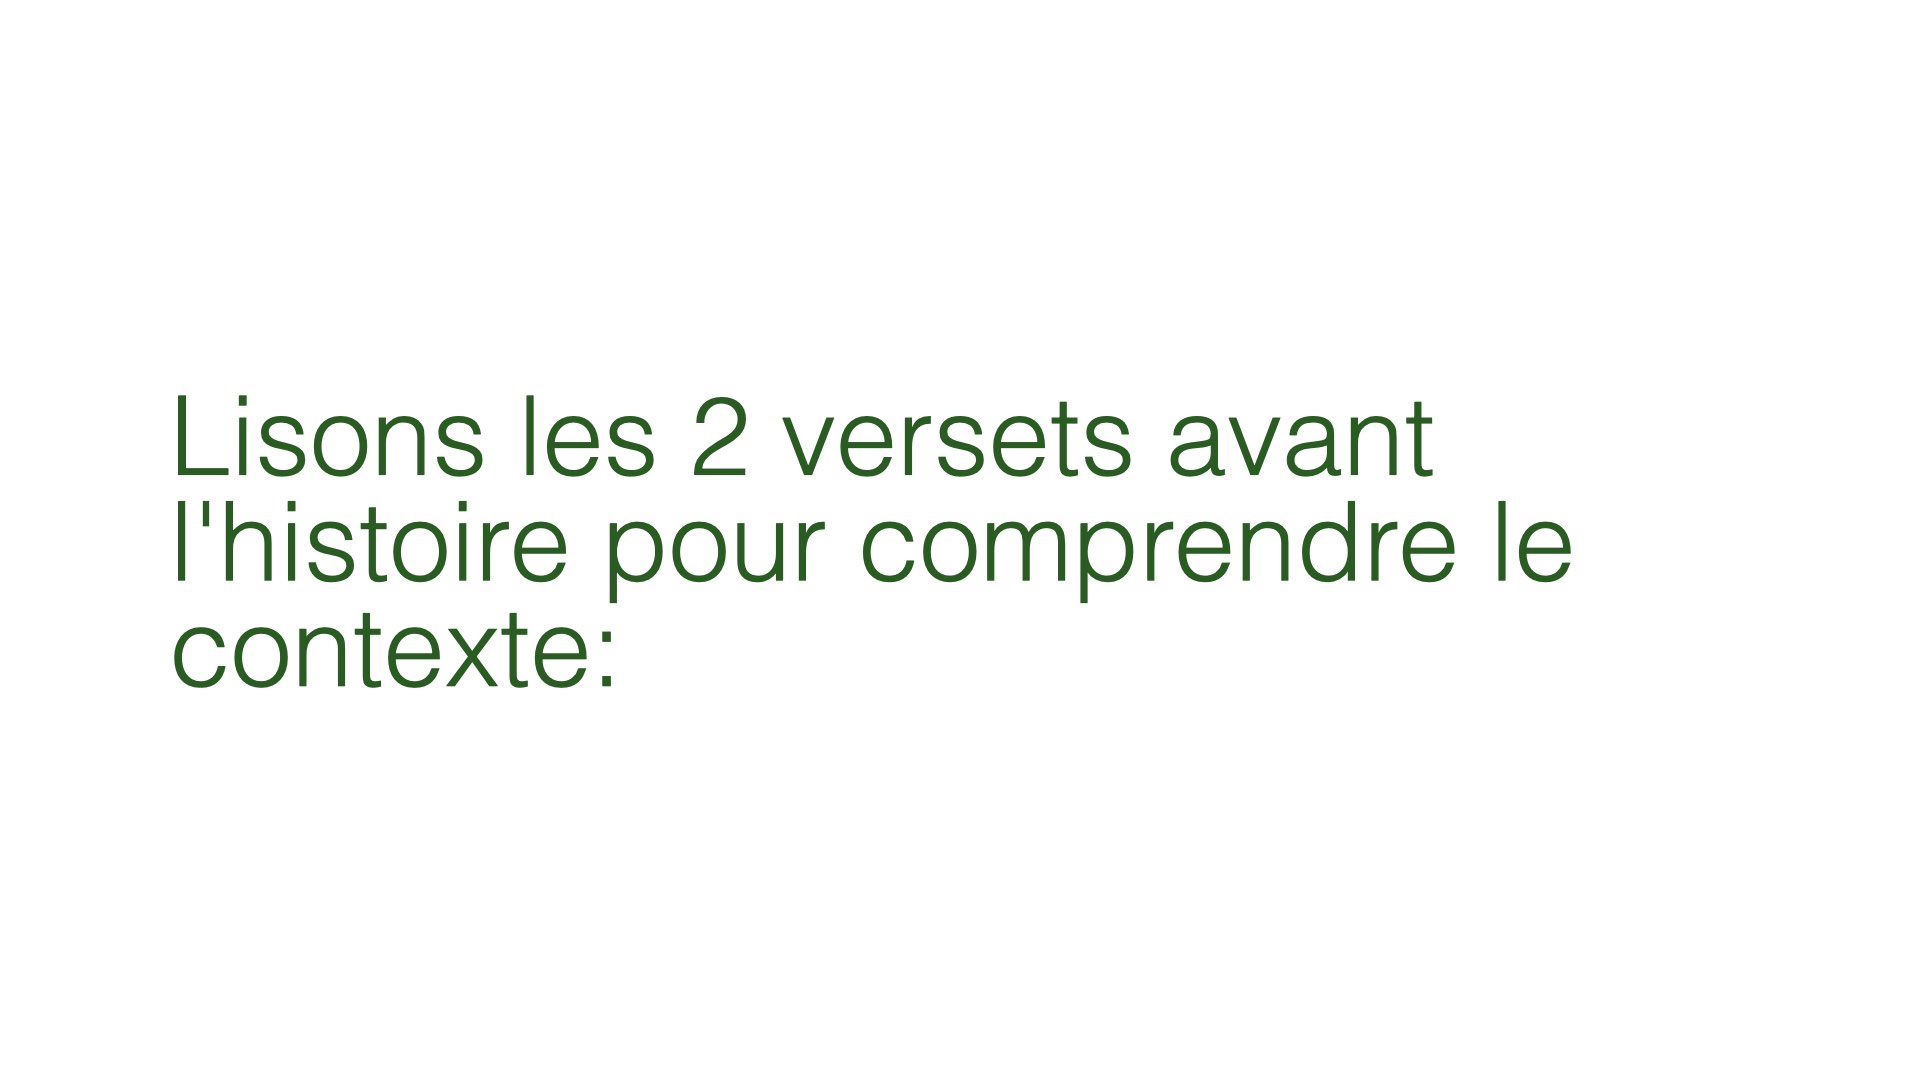 Lisons les 2 versets avant
l'histoire pour comprendre le
contexte: